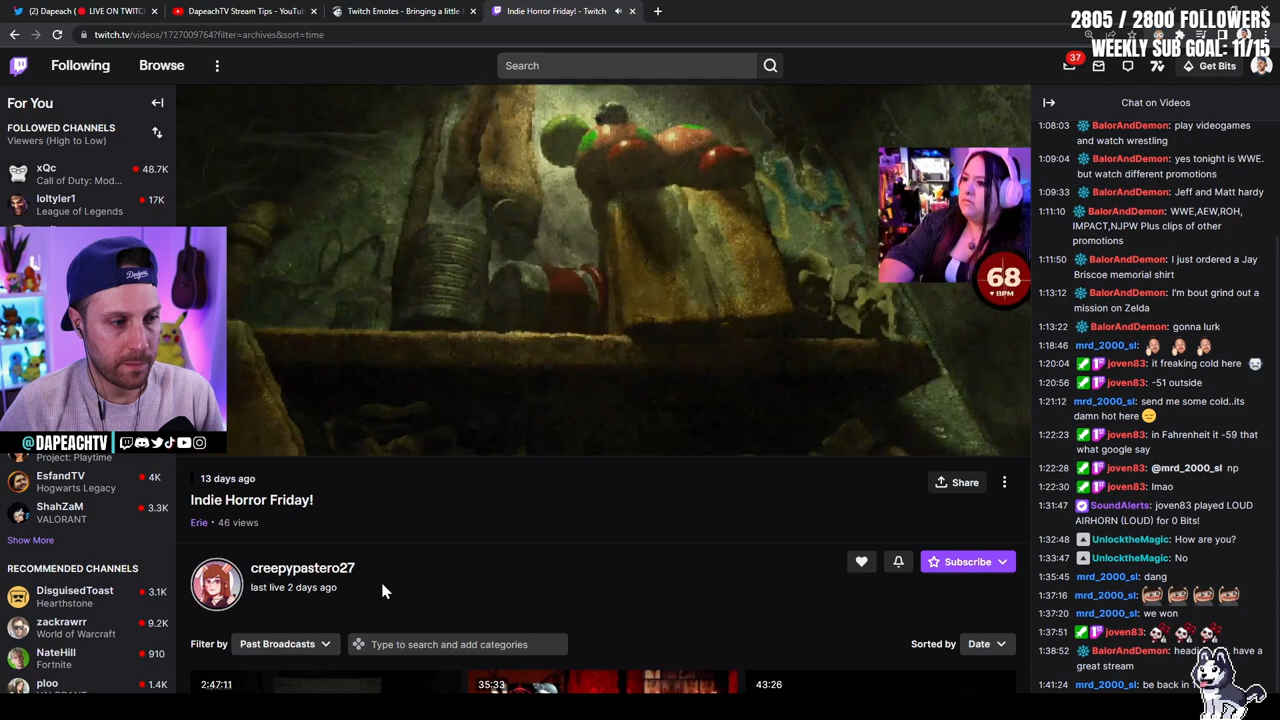 (2) Dapeach ( LIVE ON TWITC
DapeachTV Stream Tips - YouTu
Twitch Emotes - Bringing a little
Indie Horror Friday! - Twitch
twitch.tv/videos/1727009764?filter=archives&sort=time
2805 / 2800 FOLLOWERS
WEEKLY SUB GOAL: 11/15
Following
Browse
Search
37
Get Bits
For You
FOLLOWED CHANNELS
Viewers (High to Low)
xQc
48.7K
Call of Duty: Mod...
loltyler1
17K
League of Legends
Dodgers
@DAPEACHTV
Project: Playtime
EsfandTV
4K
Hogwarts Legacy
ShahZaM
3.3K
VALORANT
Show More
RECOMMENDED CHANNELS
DisguisedToast
3.1K
Hearthstone
zackrawrr
9.2K
World of Warcraft
NateHill
910
Fortnite
ploo
1.4K
68
BPM
13 days ago
Share
Indie Horror Friday!
Erie • 46 views
creepypastero27
last live 2 days ago
Subscribe
Filter by
Past Broadcasts
Type to search and add categories
Sorted by
Date
2:47:11
35:33
43:26
Chat on Videos
1:08:03 BalorAndDemon: play videogames
and watch wrestling
1:09:04 BalorAndDemon: yes tonight is WWE.
but watch different promotions
1:09:33 BalorAndDemon: Jeff and Matt hardy
1:11:10 BalorAndDemon: WWE,AEW,ROH,
IMPACT,NJPW Plus clips of other
promotions
1:11:50 BalorAndDemon: I just ordered a Jay
Briscoe memorial shirt
1:13:12 BalorAndDemon: I'm bout grind out a
mission on Zelda
1:13:22 BalorAndDemon: gonna lurk
1:18:46 mrd_2000_sl:
1:20:04 joven83: it freaking cold here
1:20:56 joven83: -51 outside
1:21:12 mrd_2000_sl: send me some cold..its
damn hot here
1:22:23 joven83: in Fahrenheit it -59 that
what google say
1:22:28 joven83: @mrd_2000_sl np
1:22:30 joven83: lmao
1:31:47 SoundAlerts: joven83 played LOUD
AIRHORN (LOUD) for 0 Bits!
1:32:48 UnlocktheMagic: How are you?
1:33:47 UnlocktheMagic: No
1:35:45 mrd_2000_sl: dang
1:37:16 mrd_2000_sl:
1:37:20 mrd_2000_sl: we won
1:37:51 joven83:
1:38:52 BalorAndDemon: headi have a
great stream
1:41:24 mrd_2000_sl: be back in